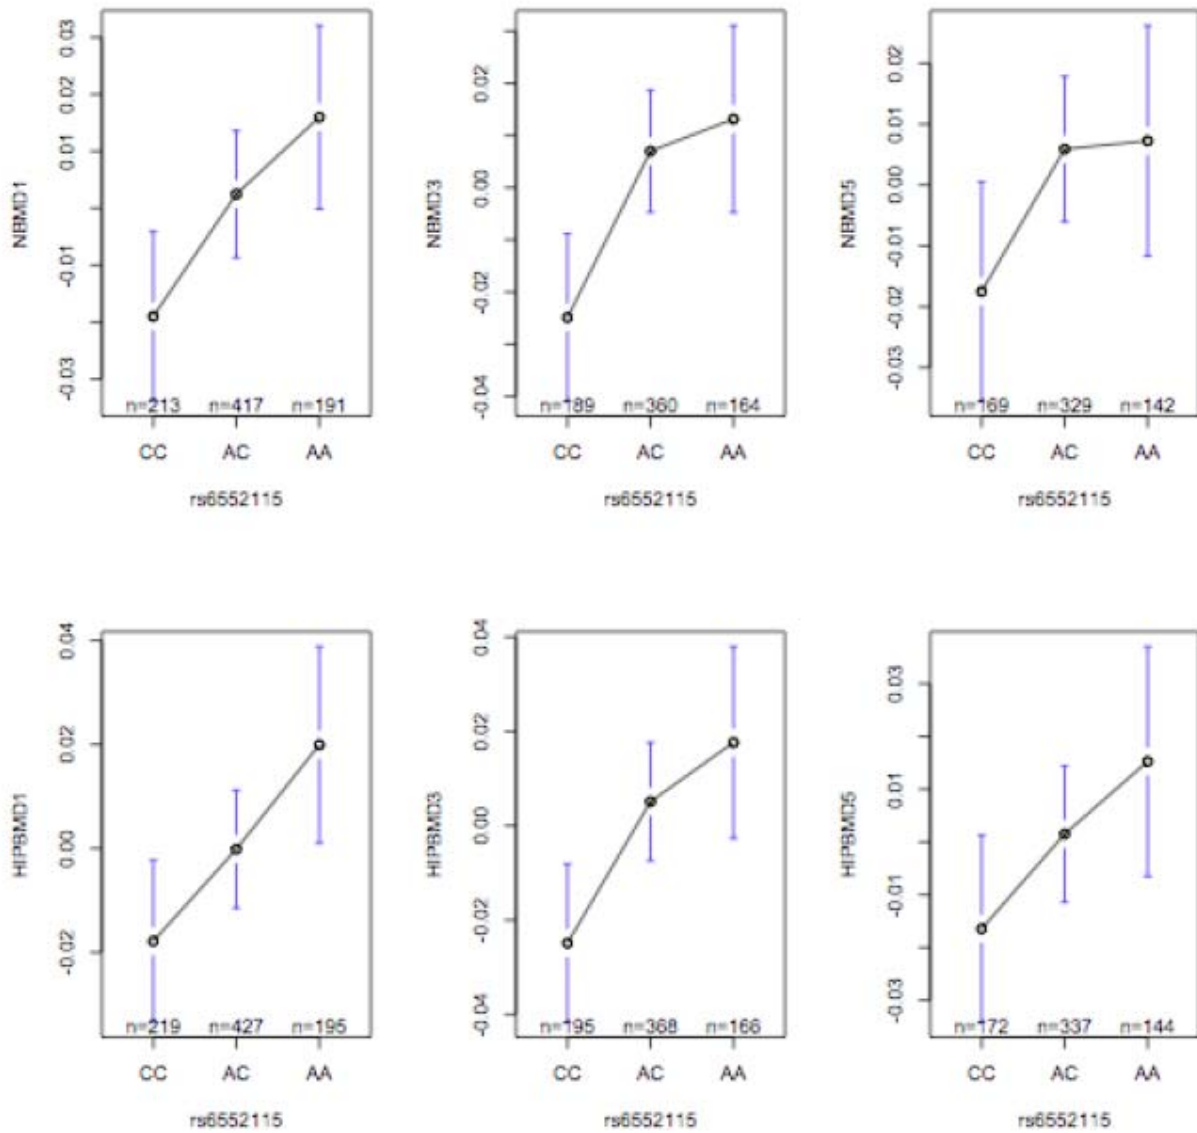 NBMD1
0.03
0.02
0.01
-0.01
-0.03
n=213 n=417 n=191
CC AC AA
rs6552115
NBMD3
0.02
0.00
-0.02
-0.04
n=189 n=360 n=164
CC AC AA
rs6552115
NBMD5
0.02
0.01
0.00
-0.01
-0.02
-0.03
n=169 n=329 n=142
CC AC AA
rs6552115
HIPBMD1
0.04
0.02
0.00
-0.02
n=219 n=427 n=195
CC AC AA
rs6552115
HIPBMD3
0.04
0.02
0.00
-0.02
-0.04
n=195 n=368 n=166
CC AC AA
rs6552115
HIPBMD5
0.03
0.01
-0.01
-0.03
n=172 n=337 n=144
CC AC AA
rs6552115